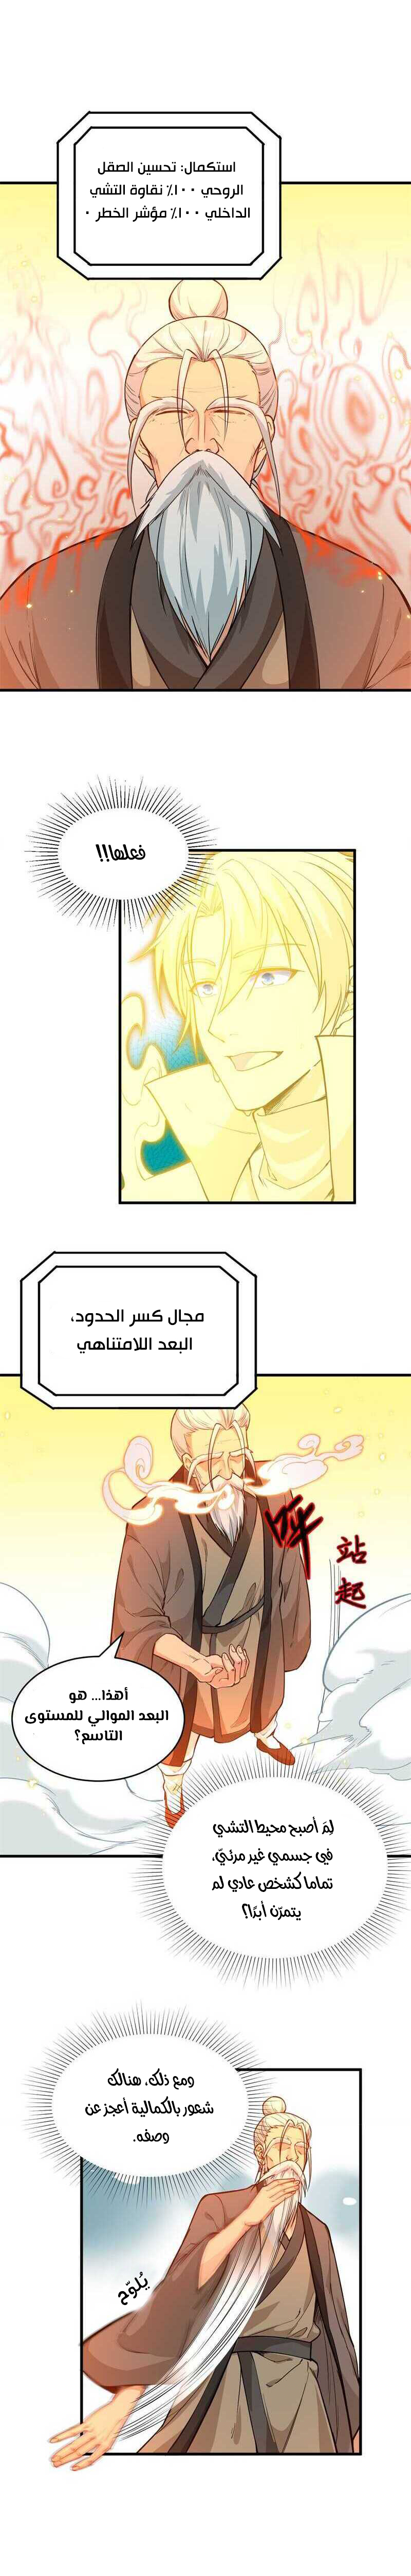 استكمال: تحسين الصقل
الروحي ١٠٠٪ نقاوة التشي
الداخلي ١٠٠٪ مؤشر الخطر ٠
فعلها!!!
مجال كسر الحدود،
البعد اللامتناهي
呼
站
起
أهذا... هو
البعد الموالي للمستوى
التاسع؟
لِمَ أصبح محيط التشي
في جسمي غير مرئيّ،
تماما كشخص عادي لم
يتمرّن أبدًا؟
ومع ذلك، هنالك
شعور بالكمالية أعجز عن
وصفه.
يُلوّح